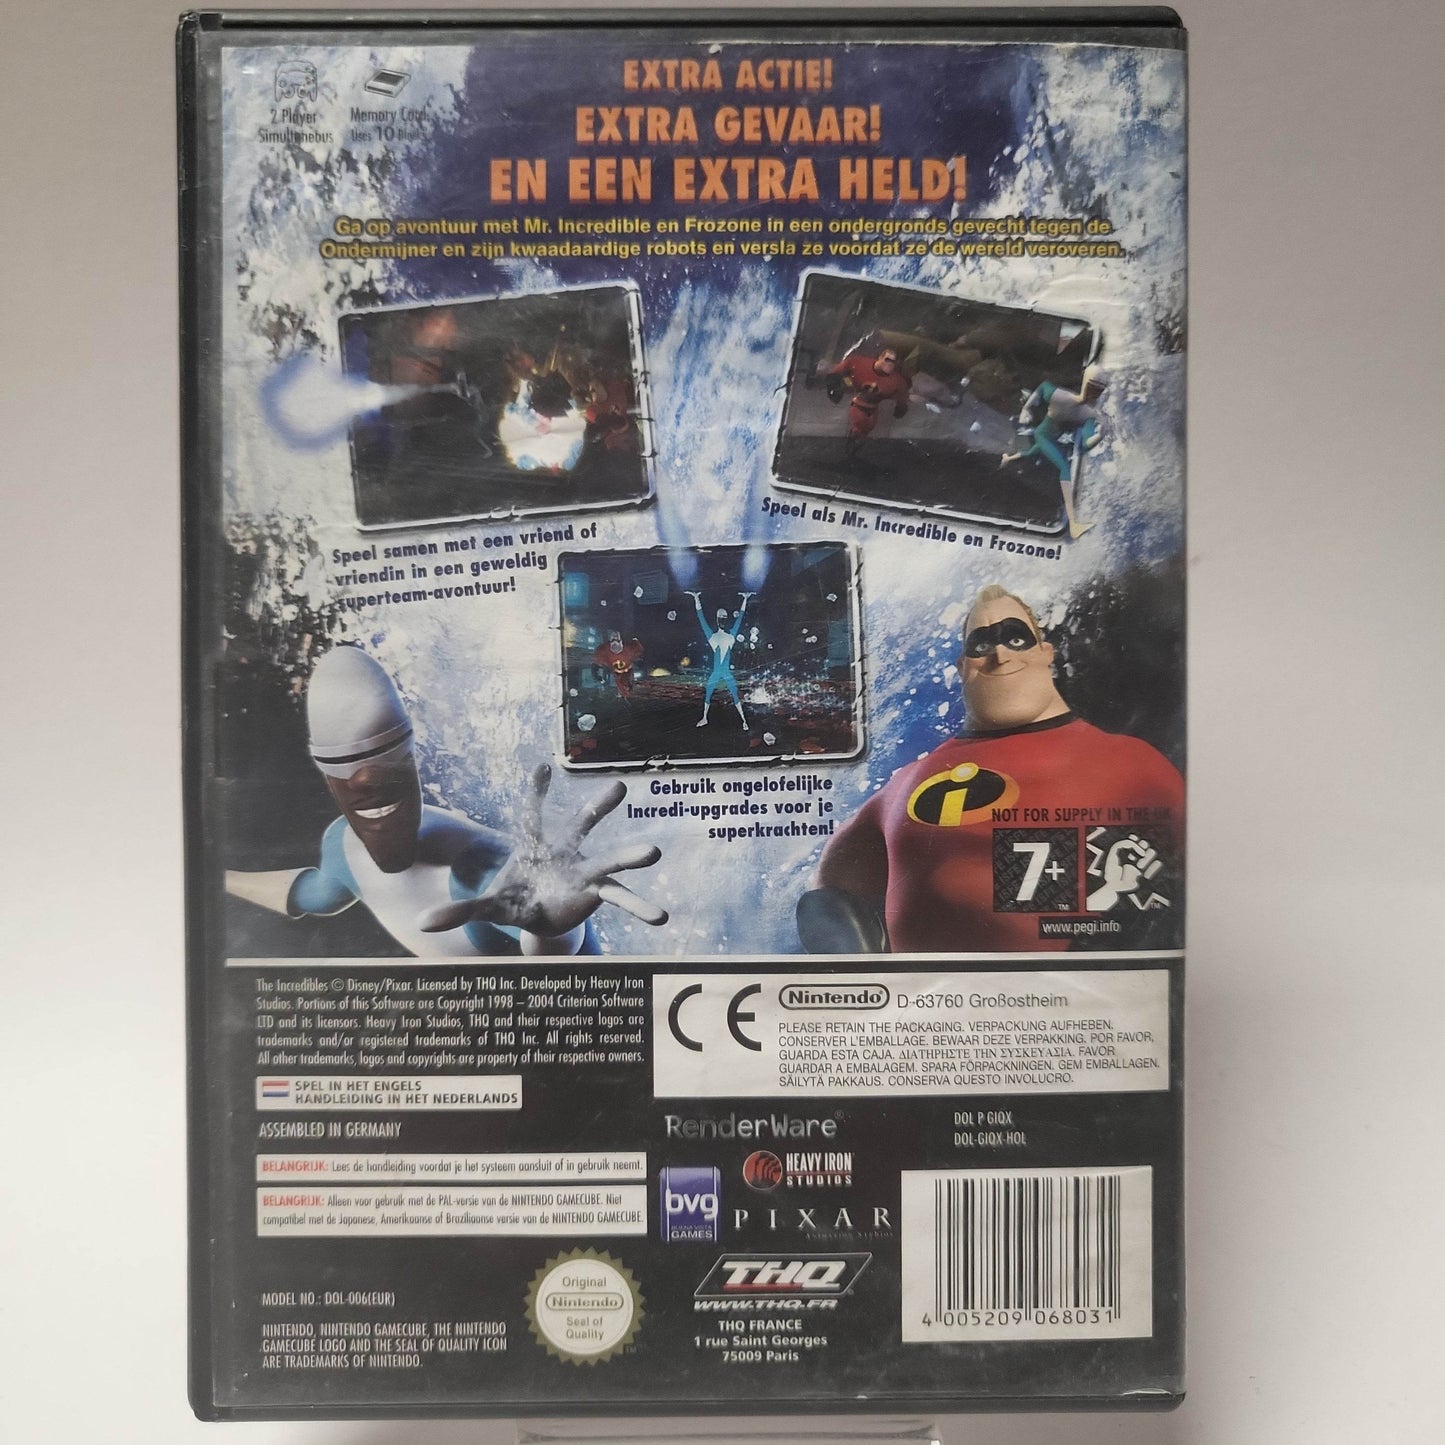 EXTRA ACTIE!
EXTRA GEVAAR!
EN EEN EXTRA HELD!
2 Player
Simultaneous
Memory Card
Uses 10 Blocks
Ga op avontuur met Mr. Incredible en Frozone in een ondergronds gevecht tegen de
Ondermijner en zijn kwaadaardige robots en versla ze voordat ze de wereld veroveren.
Speel samen met een vriend of
vriendin in een geweldig
superteam-avontuur!
Speel als Mr. Incredible en Frozone!
Gebruik ongelofelijke
Incredi-upgrades voor je
superkrachten!
NOT FOR SUPPLY IN THE UK
7+
TM
TM
www.pegi.info
The Incredibles © Disney/Pixar. Licensed by THQ Inc. Developed by Heavy Iron
Studios. Portions of this Software are Copyright 1998 – 2004 Criterion Software
LTD and its licensors. Heavy Iron Studios, THQ and their respective logos are
trademarks and/or registered trademarks of THQ Inc. All rights reserved.
All other trademarks, logos and copyrights are property of their respective owners.
SPEL IN HET ENGELS
HANDLEIDING IN HET NEDERLANDS
ASSEMBLED IN GERMANY
BELANGRIJK: Lees de handleiding voordat je het systeem aansluit of in gebruik neemt.
BELANGRIJK: Alleen voor gebruik met de PAL-versie van de NINTENDO GAMECUBE. Niet
compatibel met de Japanse, Amerikaanse of Braziliaanse versie van de NINTENDO GAMECUBE.
MODEL NO.: DOL-006(EUR)
NINTENDO, NINTENDO GAMECUBE, THE NINTENDO
GAMECUBE LOGO AND THE SEAL OF QUALITY ICON
ARE TRADEMARKS OF NINTENDO.
Original
Nintendo
Seal of
Quality
TM
CE
Nintendo D-63760 Großostheim
PLEASE RETAIN THE PACKAGING. VERPACKUNG AUFHEBEN.
CONSERVER L'EMBALLAGE. BEWAAR DEZE VERPAKKING. POR FAVOR,
GUARDA ESTA CAJA. ΔΙΑΤΗΡΗΣΤΕ ΤΗΝ ΣΥΣΚΕΥΑΣΙΑ. FAVOR
GUARDAR A EMBALAGEM. SPARA FÖRPACKNINGEN. GEM EMBALLAGEN.
SÄILYTÄ PAKKAUS. CONSERVA QUESTO INVOLUCRO.
RenderWare®
DOL P GIQX
DOL-GIQX-HOL
HEAVY IRON
STUDIOS
bvg
BUENA VISTA
GAMES
PIXAR
ANIMATION STUDIOS
THQ®
WWW.THQ.FR
THQ FRANCE
1 rue Saint Georges
75009 Paris
4 005209 068031